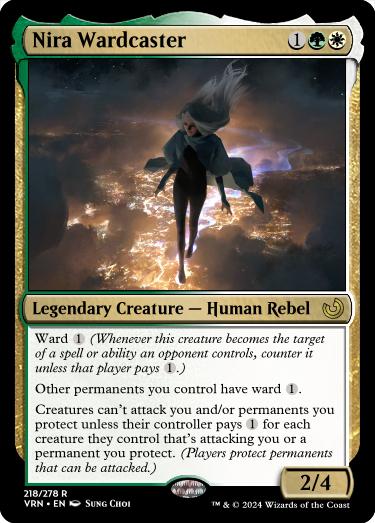 Nira Wardcaster 1
Legendary Creature — Human Rebel
Ward 1 (Whenever this creature becomes the target
of a spell or ability an opponent controls, counter it
unless that player pays 1.)
Other permanents you control have ward 1.
Creatures can't attack you and/or permanents you
protect unless their controller pays 1 for each
creature they control that's attacking you or a
permanent you protect. (Players protect permanents
that can be attacked.)
2/4
218/278 R
VRN • EN Sung Choi
™ & © 2024 Wizards of the Coast